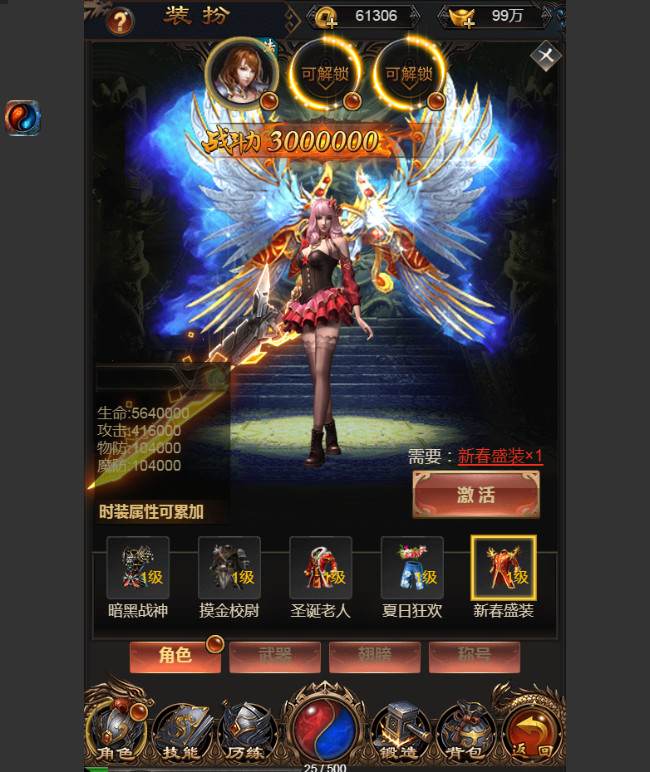 装扮
61306
99万
可解锁
可解锁
战斗力 3000000
生命:5640000
攻击:416000
物防:104000
魔防:104000
时装属性可累加
需要：新春盛装×1
激活
1级
1级
1级
1级
1级
暗黑战神
摸金校尉
圣诞老人
夏日狂欢
新春盛装
角色
武器
翅膀
称号
角色
技能
历练
锻造
背包
返回
25/500